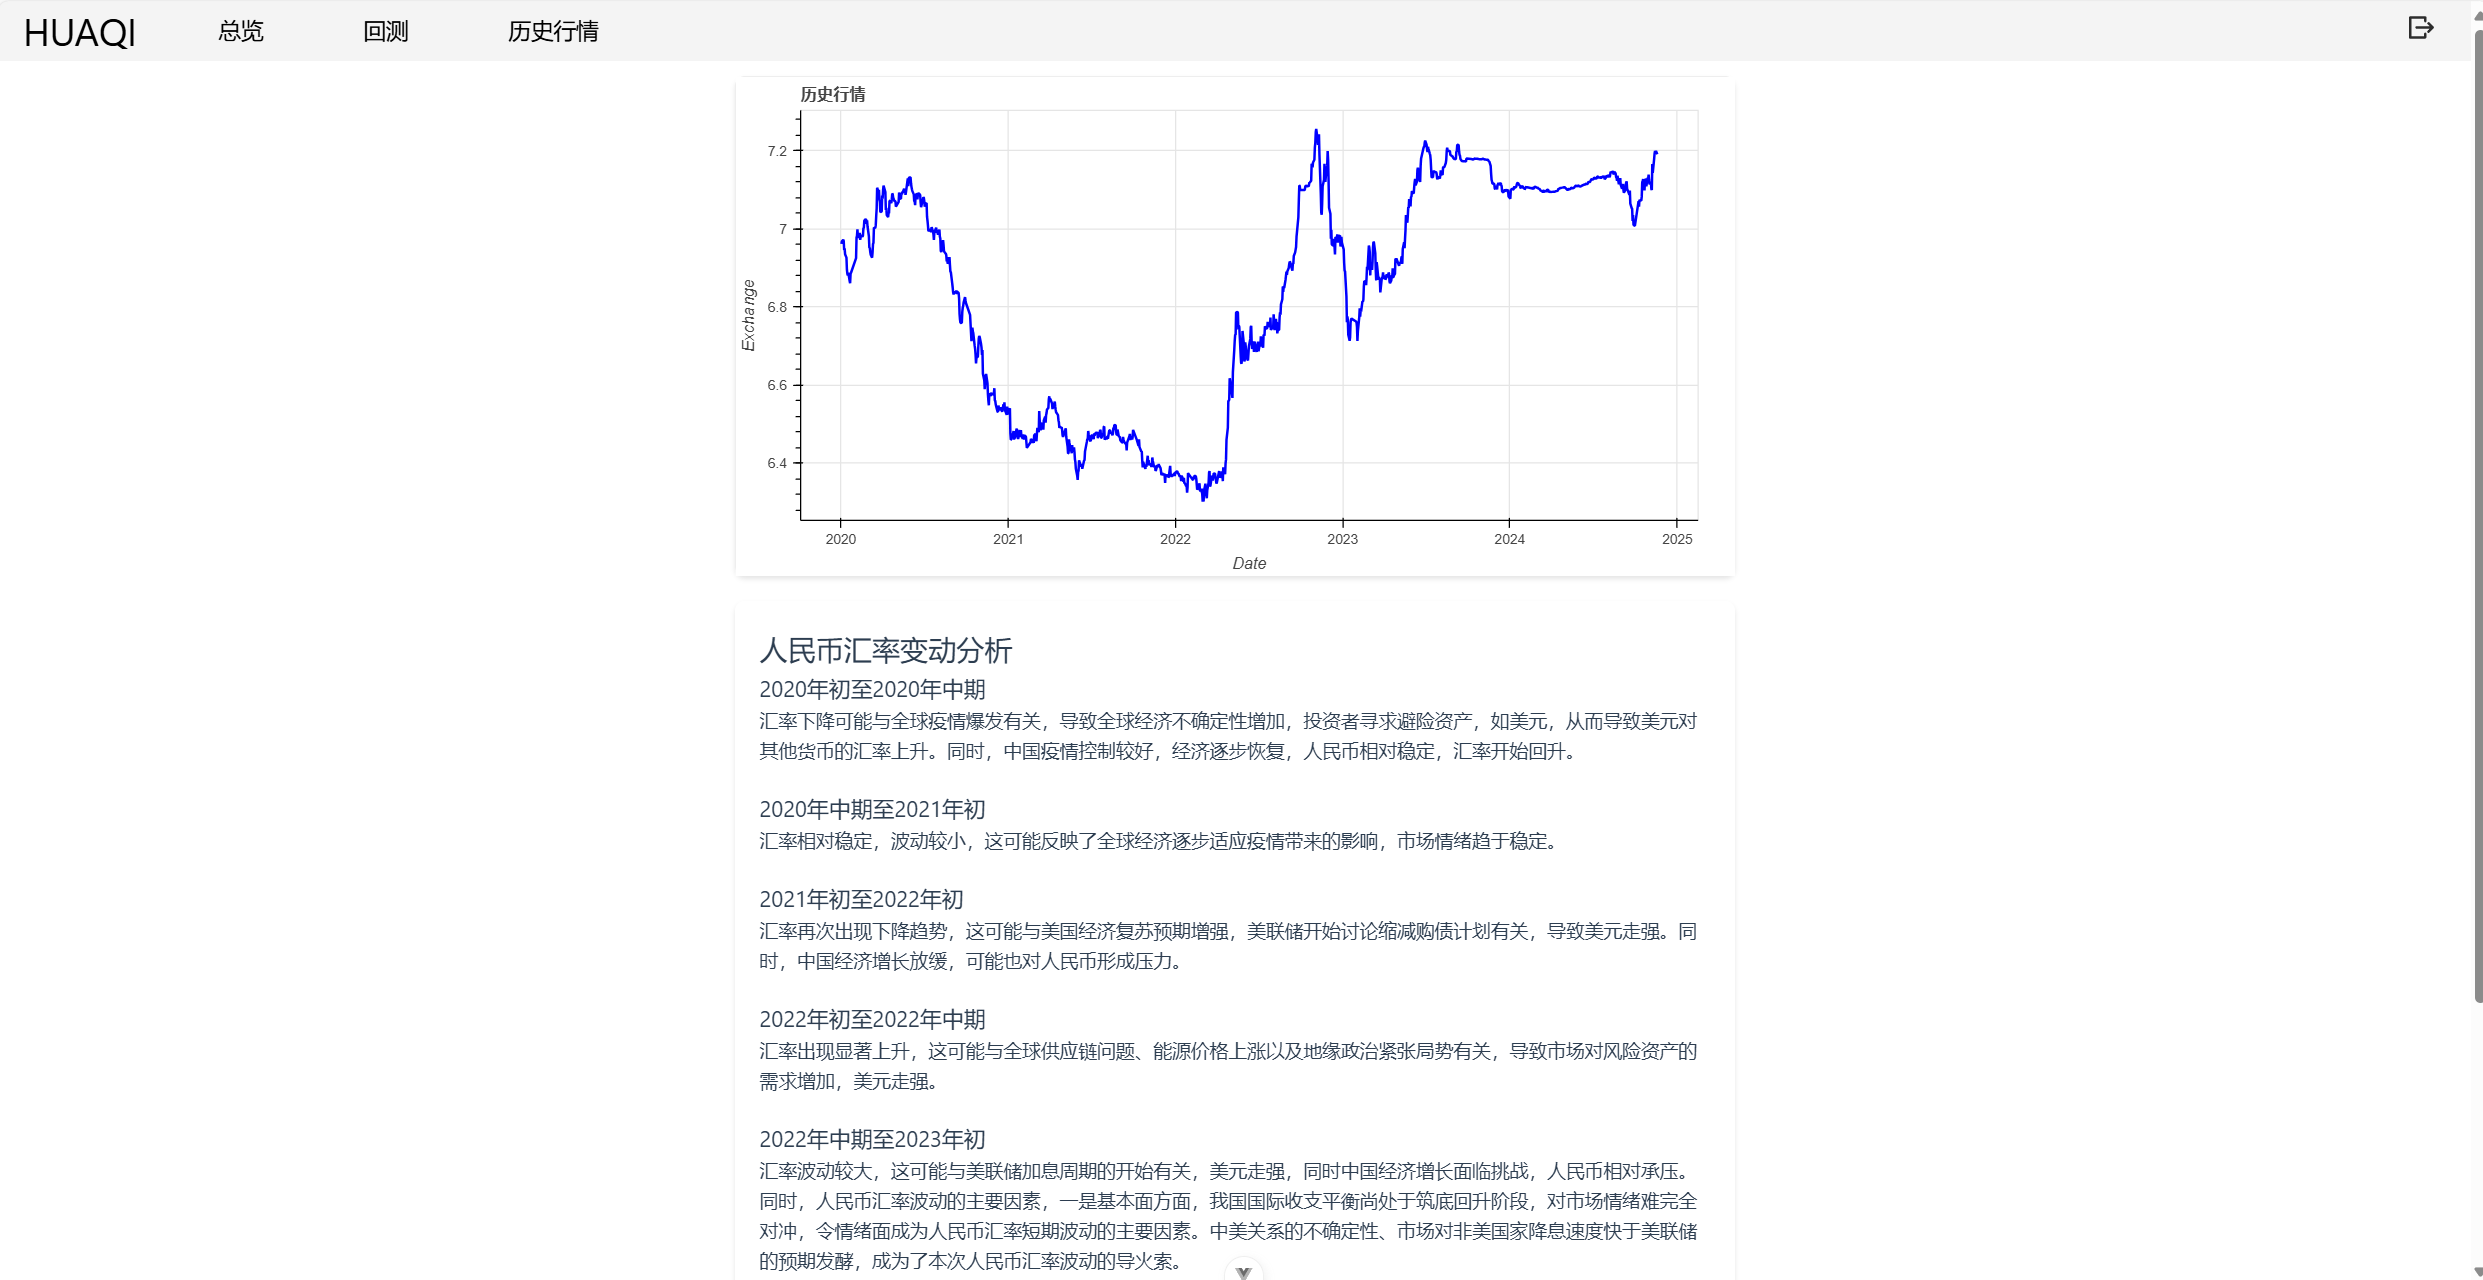 HUAQI 总览 回测 历史行情
历史行情
7.2
7
6.8
6.6
6.4
Exchange
2020 2021 2022 2023 2024 2025
Date
人民币汇率变动分析
2020年初至2020年中期
汇率下降可能与全球疫情爆发有关，导致全球经济不确定性增加，投资者寻求避险资产，如美元，从而导致美元对
其他货币的汇率上升。同时，中国疫情控制较好，经济逐步恢复，人民币相对稳定，汇率开始回升。
2020年中期至2021年初
汇率相对稳定，波动较小，这可能反映了全球经济逐步适应疫情带来的影响，市场情绪趋于稳定。
2021年初至2022年初
汇率再次出现下降趋势，这可能与美国经济复苏预期增强，美联储开始讨论缩减购债计划有关，导致美元走强。同
时，中国经济增长放缓，可能也对人民币形成压力。
2022年初至2022年中期
汇率出现显著上升，这可能与全球供应链问题、能源价格上涨以及地缘政治紧张局势有关，导致市场对风险资产的
需求增加，美元走强。
2022年中期至2023年初
汇率波动较大，这可能与美联储加息周期的开始有关，美元走强，同时中国经济增长面临挑战，人民币相对承压。
同时，人民币汇率波动的主要因素，一是基本面方面，我国国际收支平衡尚处于筑底回升阶段，对市场情绪难完全
对冲，令情绪面成为人民币汇率短期波动的主要因素。中美关系的不确定性、市场对非美国家降息速度快于美联储
的预期发酵，成为了本次人民币汇率波动的导火索。